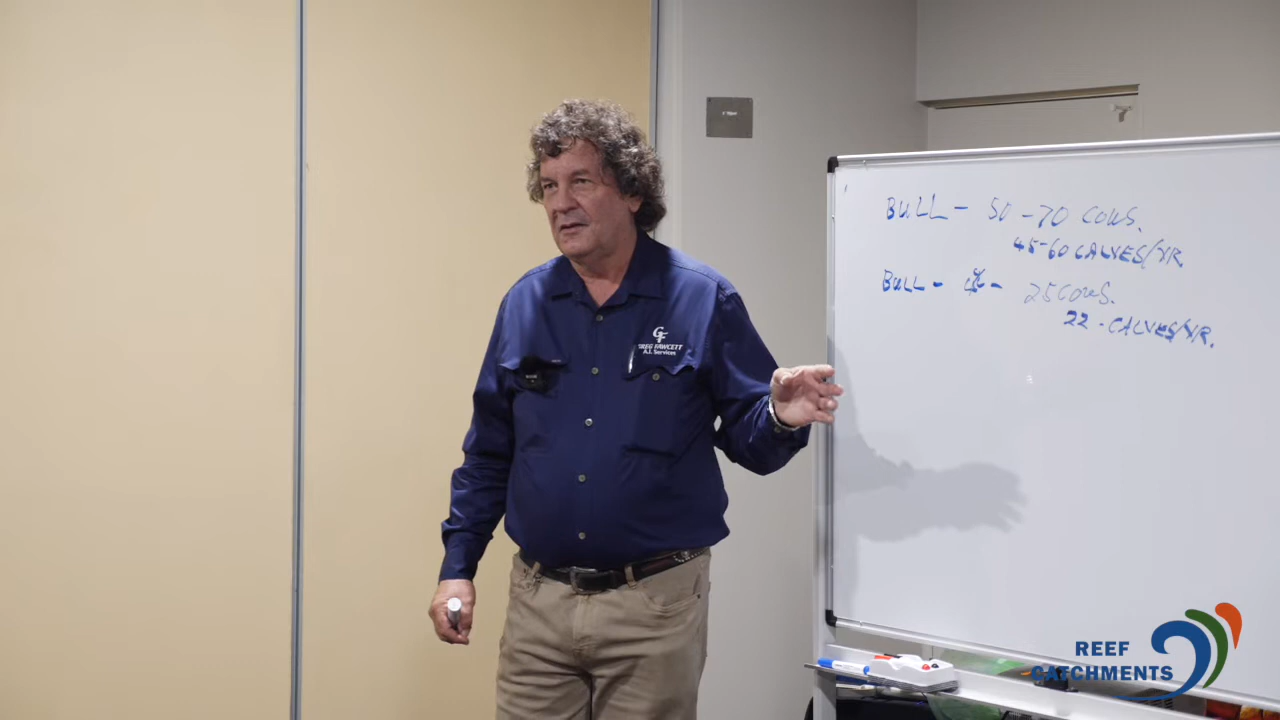 BULL - 50 - 70 COWS.
45-60 CALVES/YR.
BULL - - 25 COWS.
22 - CALVES/YR.
GF
GREG FAWCETT
A.I. Services
REEF
CATCHMENTS